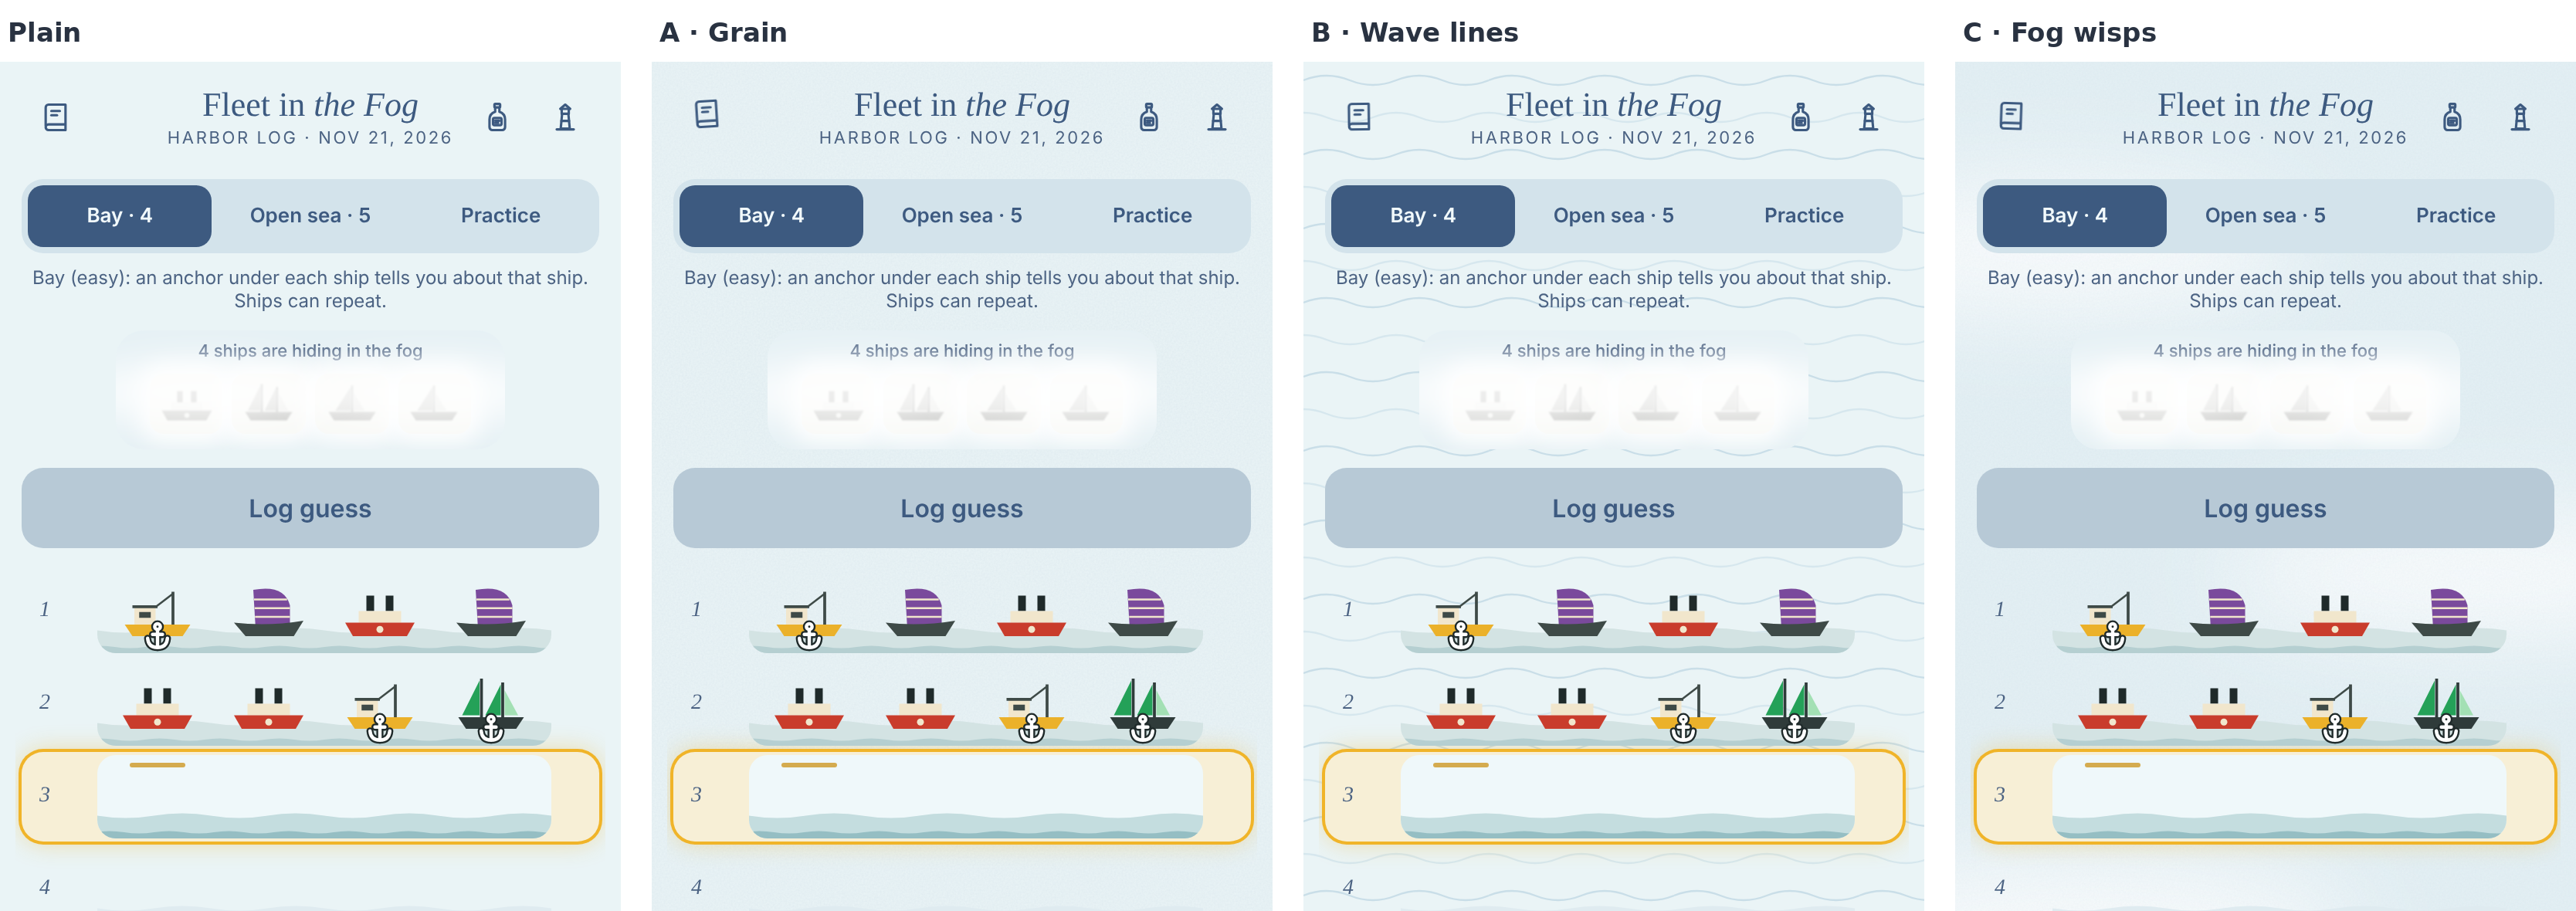 Plain
Fleet in the Fog
HARBOR LOG · NOV 21, 2026
Bay · 4
Open sea · 5
Practice
Bay (easy): an anchor under each ship tells you about that ship.
Ships can repeat.
4 ships are hiding in the fog
Log guess
1
2
3
4
A · Grain
Fleet in the Fog
HARBOR LOG · NOV 21, 2026
Bay · 4
Open sea · 5
Practice
Bay (easy): an anchor under each ship tells you about that ship.
Ships can repeat.
4 ships are hiding in the fog
Log guess
1
2
3
4
B · Wave lines
Fleet in the Fog
HARBOR LOG · NOV 21, 2026
Bay · 4
Open sea · 5
Practice
Bay (easy): an anchor under each ship tells you about that ship.
Ships can repeat.
4 ships are hiding in the fog
Log guess
1
2
3
4
C · Fog wisps
Fleet in the Fog
HARBOR LOG · NOV 21, 2026
Bay · 4
Open sea · 5
Practice
Bay (easy): an anchor under each ship tells you about that ship.
Ships can repeat.
4 ships are hiding in the fog
Log guess
1
2
3
4